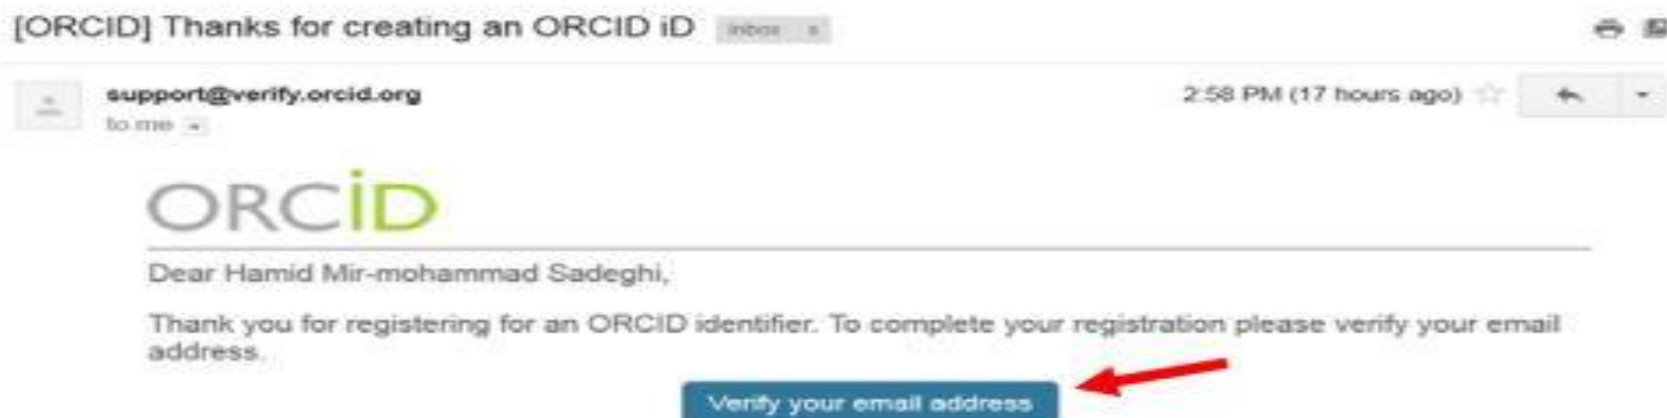 [ORCID] Thanks for creating an ORCID iD Inbox x
support@verify.orcid.org 2:58 PM (17 hours ago)
to me
ORCiD
Dear Hamid Mir-mohammad Sadeghi,
Thank you for registering for an ORCID identifier. To complete your registration please verify your email
address.
Verify your email address